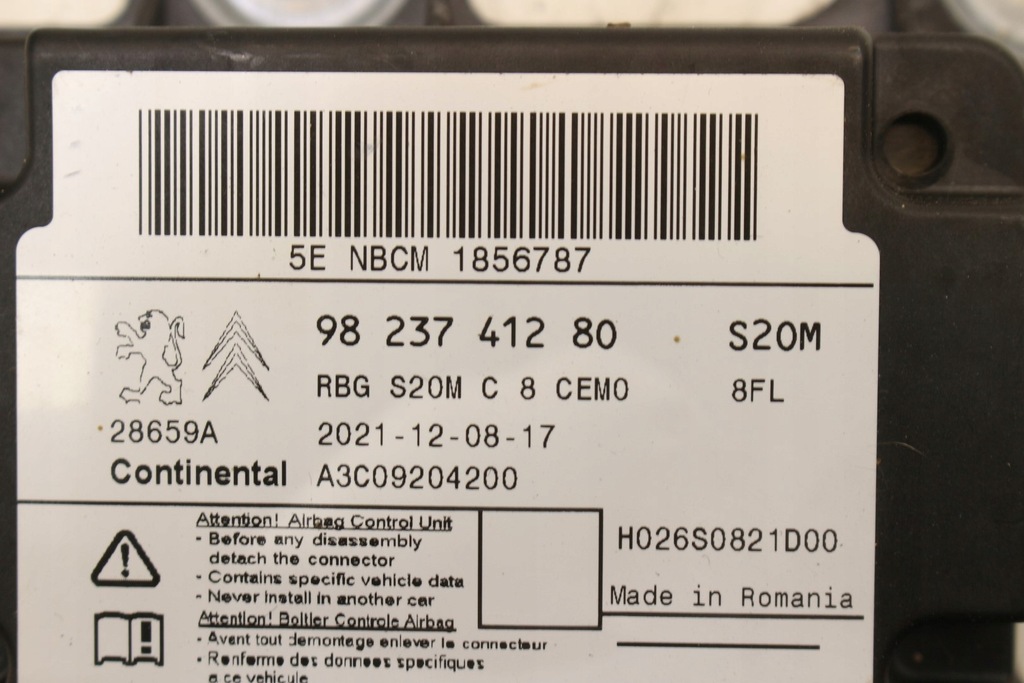 5E NBCM 1856787
98 237 412 80 S20M
RBG S20M C 8 CEMO 8FL
28659A 2021-12-08-17
Continental A3C09204200
Attention! Airbag Control Unit
- Before any disassembly
detach the connector
- Contains specific vehicle data
- Never install in another car
Attention! Boîtier Controle Airbag
- Avant tout demontage enlever le connecteur
- Renferme des donnees specifiques
a ce vehicule
H026S0821D00
Made in Romania